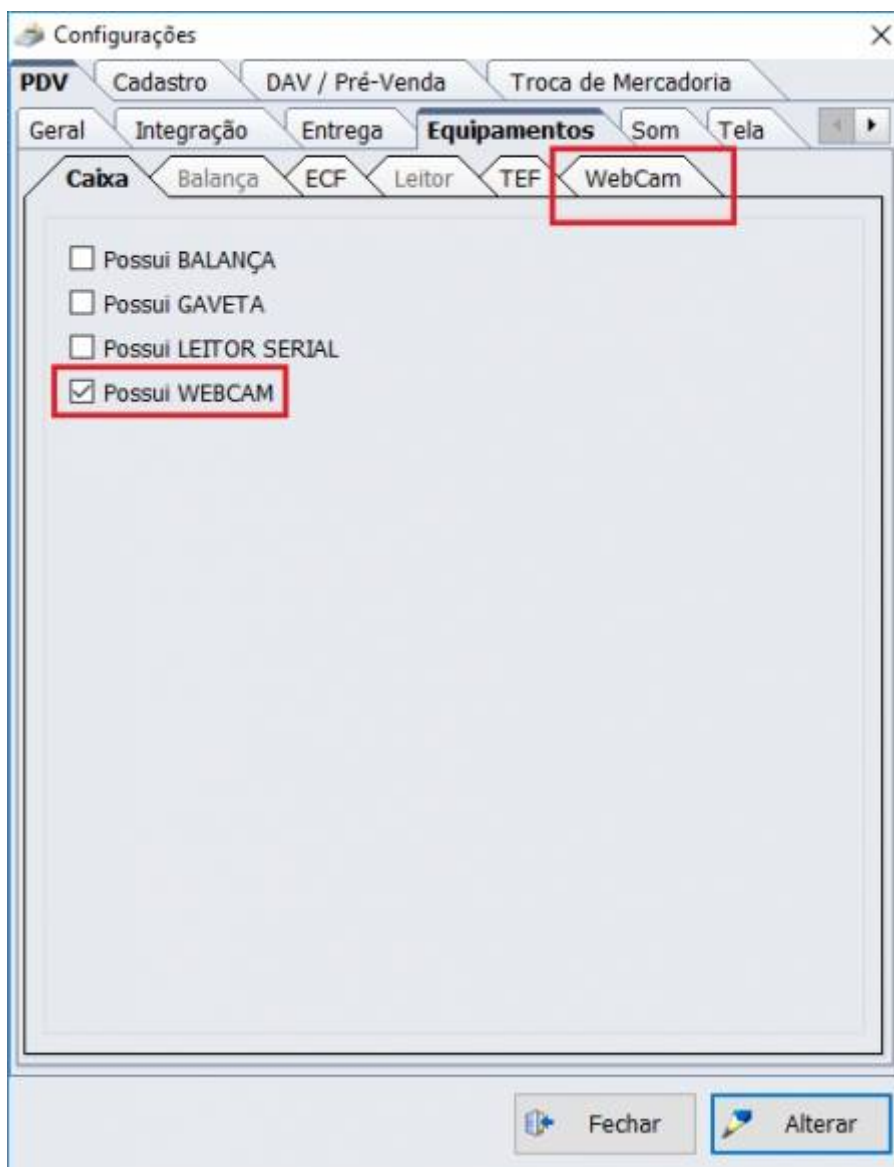 Configurações
PDV Cadastro DAV / Pré-Venda Troca de Mercadoria
Geral Integração Entrega Equipamentos Som Tela
Caixa Balança ECF Leitor TEF WebCam
Possui BALANÇA
Possui GAVETA
Possui LEITOR SERIAL
Possui WEBCAM
Fechar Alterar